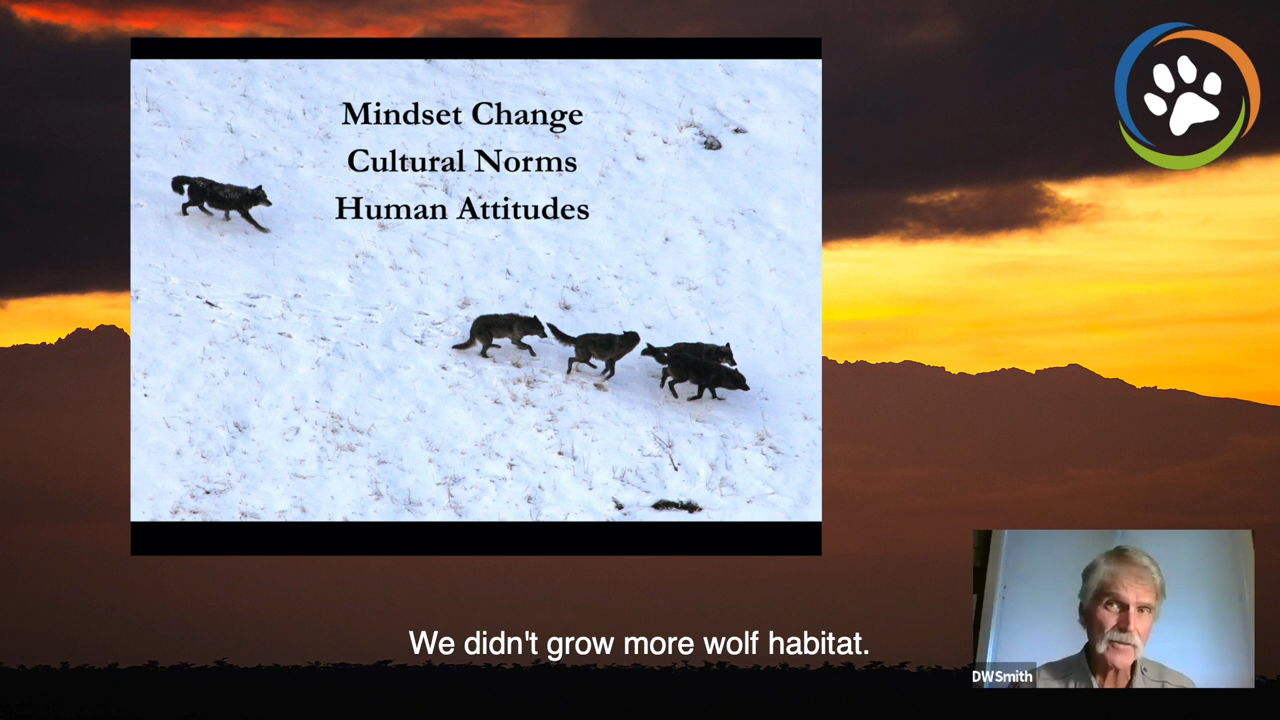 Mindset Change
Cultural Norms
Human Attitudes
We didn't grow more wolf habitat.
DWSmith